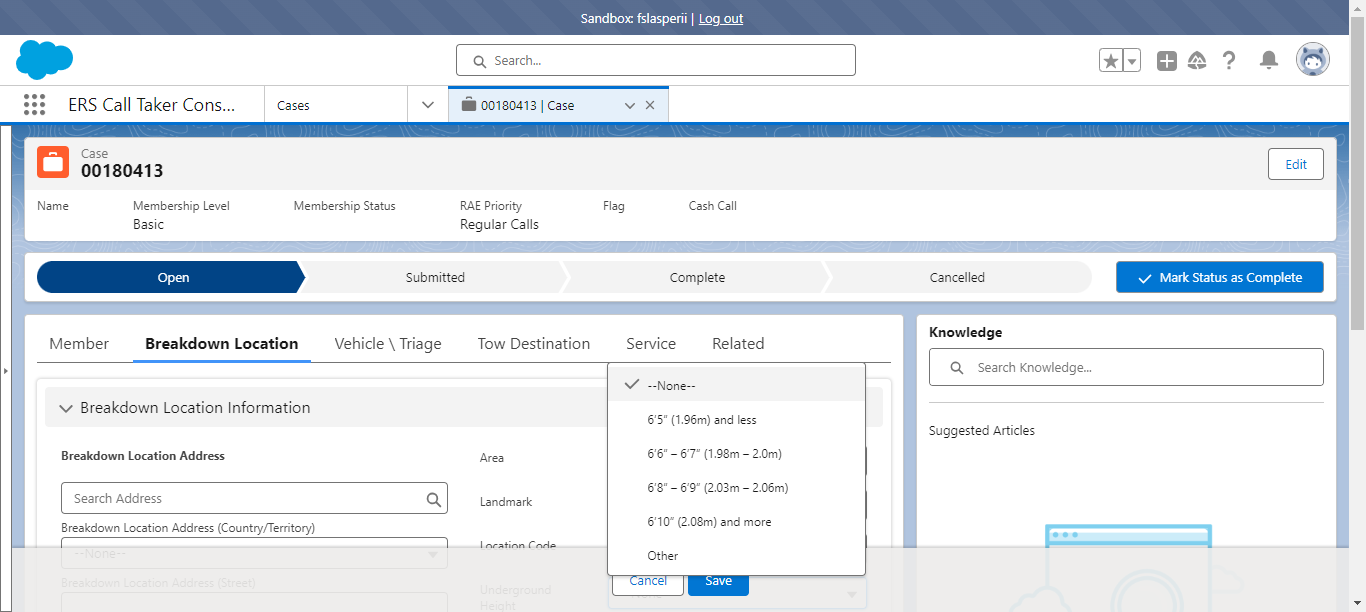 Sandbox: fslasperii | Log out
Search...
ERS Call Taker Cons...
Cases
00180413 | Case
Case
00180413
Edit
Name
Membership Level
Membership Status
RAE Priority
Flag
Cash Call
Basic
Regular Calls
Open
Submitted
Complete
Cancelled
Mark Status as Complete
Member
Breakdown Location
Vehicle \ Triage
Tow Destination
Service
Related
Knowledge
Search Knowledge...
Suggested Articles
Breakdown Location Information
Breakdown Location Address
Search Address
Breakdown Location Address (Country/Territory)
--None--
Breakdown Location Address (Street)
Area
Landmark
Location Code
Underground
Height
--None--
6'5" (1.96m) and less
6'6" – 6'7" (1.98m – 2.0m)
6'8" – 6'9" (2.03m – 2.06m)
6'10" (2.08m) and more
Other
Cancel
Save